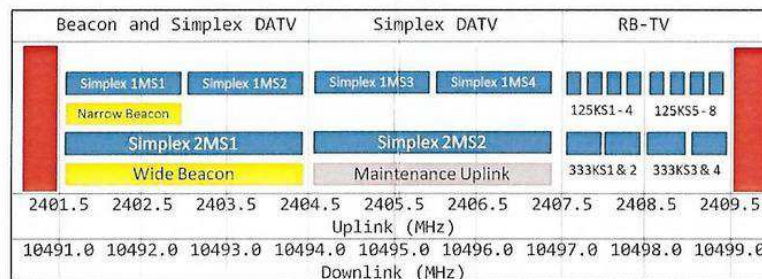 Beacon and Simplex DATV Simplex DATV RB-TV
Simplex 1MS1 Simplex 1MS2 Simplex 1MS3 Simplex 1MS4
Narrow Beacon 125KS1-4 125KS5-8
Simplex 2MS1 Simplex 2MS2
Wide Beacon Maintenance Uplink 333KS1 & 2 333KS3 & 4
2401.5 2402.5 2403.5 2404.5 2405.5 2406.5 2407.5 2408.5 2409.5
Uplink (MHz)
10491.0 10492.0 10493.0 10494.0 10495.0 10496.0 10497.0 10498.0 10499.0
Downlink (MHz)